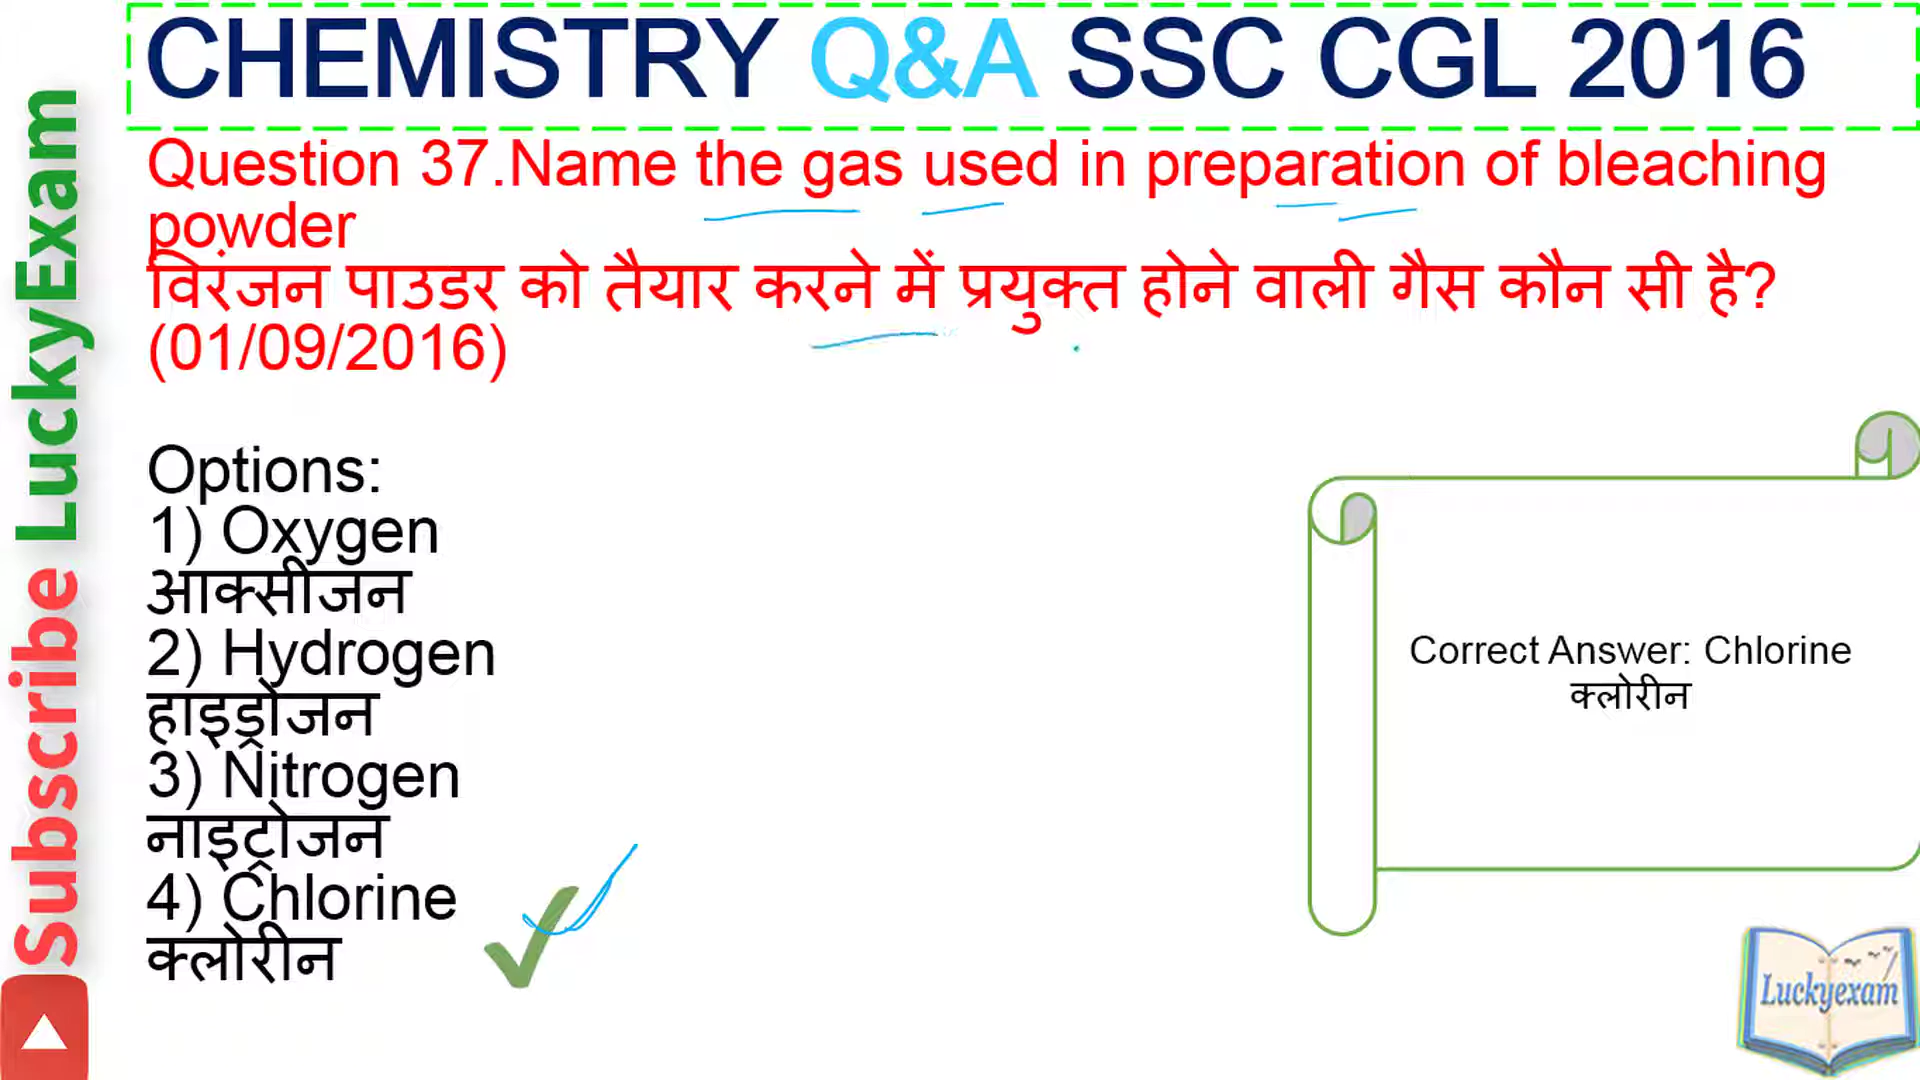 CHEMISTRY Q&A SSC CGL 2016
Question 37.Name the gas used in preparation of bleaching
powder
विरंजन पाउडर को तैयार करने में प्रयुक्त होने वाली गैस कौन सी है?
(01/09/2016)
Options:
1) Oxygen
आक्सीजन
2) Hydrogen
हाइड्रोजन
3) Nitrogen
नाइट्रोजन
4) Chlorine
क्लोरीन
Correct Answer: Chlorine
क्लोरीन
Subscribe LuckyExam
Luckyexam